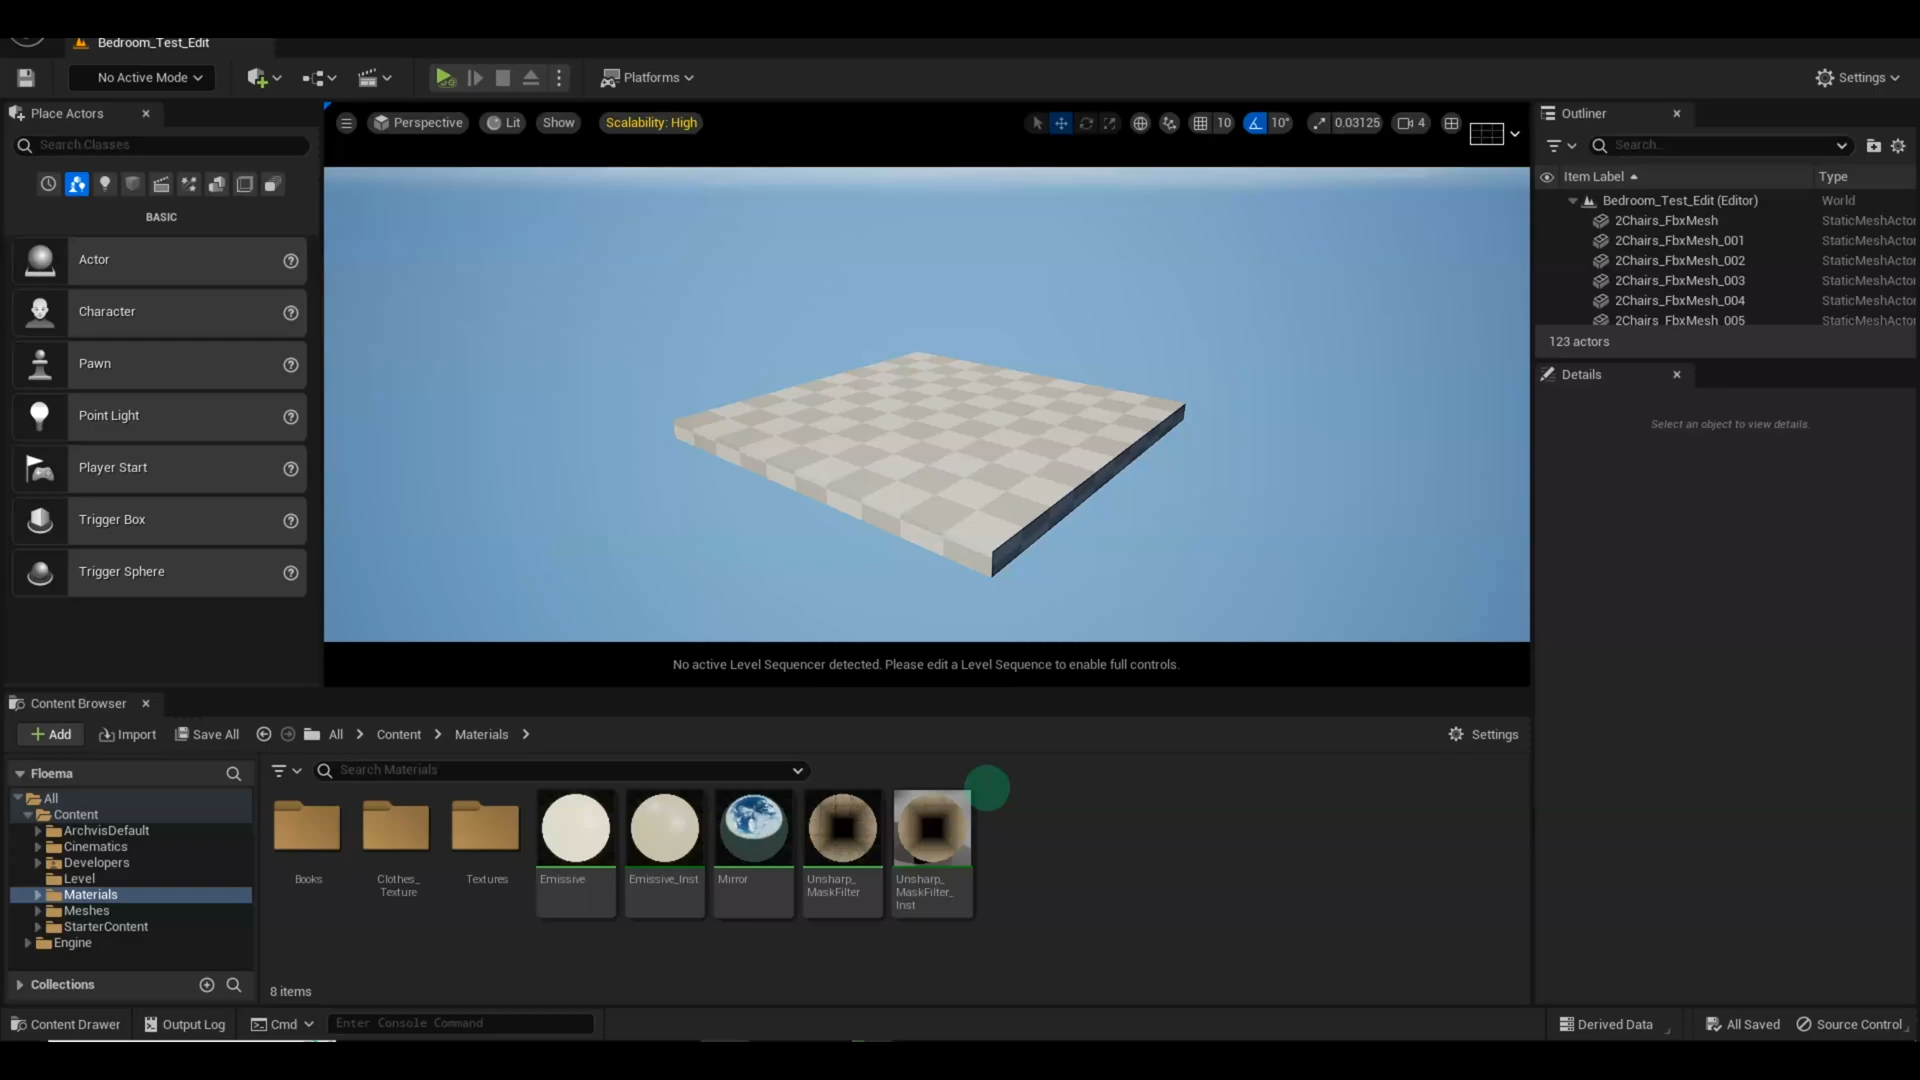 Bedroom_Test_Edit
No Active Mode
Platforms
Settings
Place Actors
Search Classes
BASIC
Actor
Character
Pawn
Point Light
Player Start
Trigger Box
Trigger Sphere
Perspective
Lit
Show
Scalability: High
10
10°
0.03125
4
No active Level Sequencer detected. Please edit a Level Sequence to enable full controls.
Outliner
Search...
Item Label
Type
Bedroom_Test_Edit (Editor)
World
2Chairs_FbxMesh
StaticMeshActor
2Chairs_FbxMesh_001
StaticMeshActor
2Chairs_FbxMesh_002
StaticMeshActor
2Chairs_FbxMesh_003
StaticMeshActor
2Chairs_FbxMesh_004
StaticMeshActor
2Chairs_FbxMesh_005
StaticMeshActor
123 actors
Details
Select an object to view details.
Content Browser
Add
Import
Save All
All > Content > Materials >
Settings
Floema
All
Content
ArchvisDefault
Cinematics
Developers
Level
Materials
Meshes
StarterContent
Engine
Collections
Search Materials
Books
Clothes_
Texture
Textures
Emissive
Emissive_Inst
Mirror
Unsharp_
MaskFilter
Unsharp_
MaskFilter_
Inst
8 items
Content Drawer
Output Log
Cmd
Enter Console Command
Derived Data
All Saved
Source Control